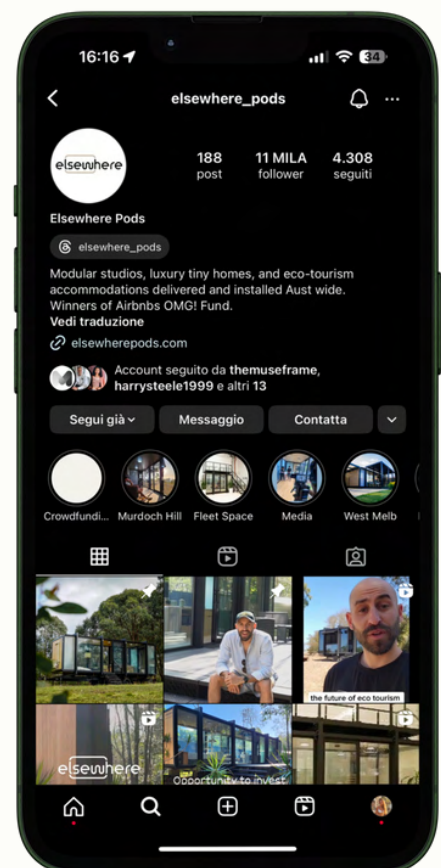 16:16
34
elsewhere_pods
elsewhere
188
11 MILA
4.308
post
follower
seguiti
Elsewhere Pods
elsewhere_pods
Modular studios, luxury tiny homes, and eco-tourism
accommodations delivered and installed Aust wide.
Winners of Airbnbs OMG! Fund.
Vedi traduzione
elsewherepods.com
Account seguito da themuseframe,
harrysteele1999 e altri 13
Segui già
Messaggio
Contatta
Crowdfundi...
Murdoch Hill
Fleet Space
Media
West Melb
the future of eco tourism
elsewhere
Opportunity to invest